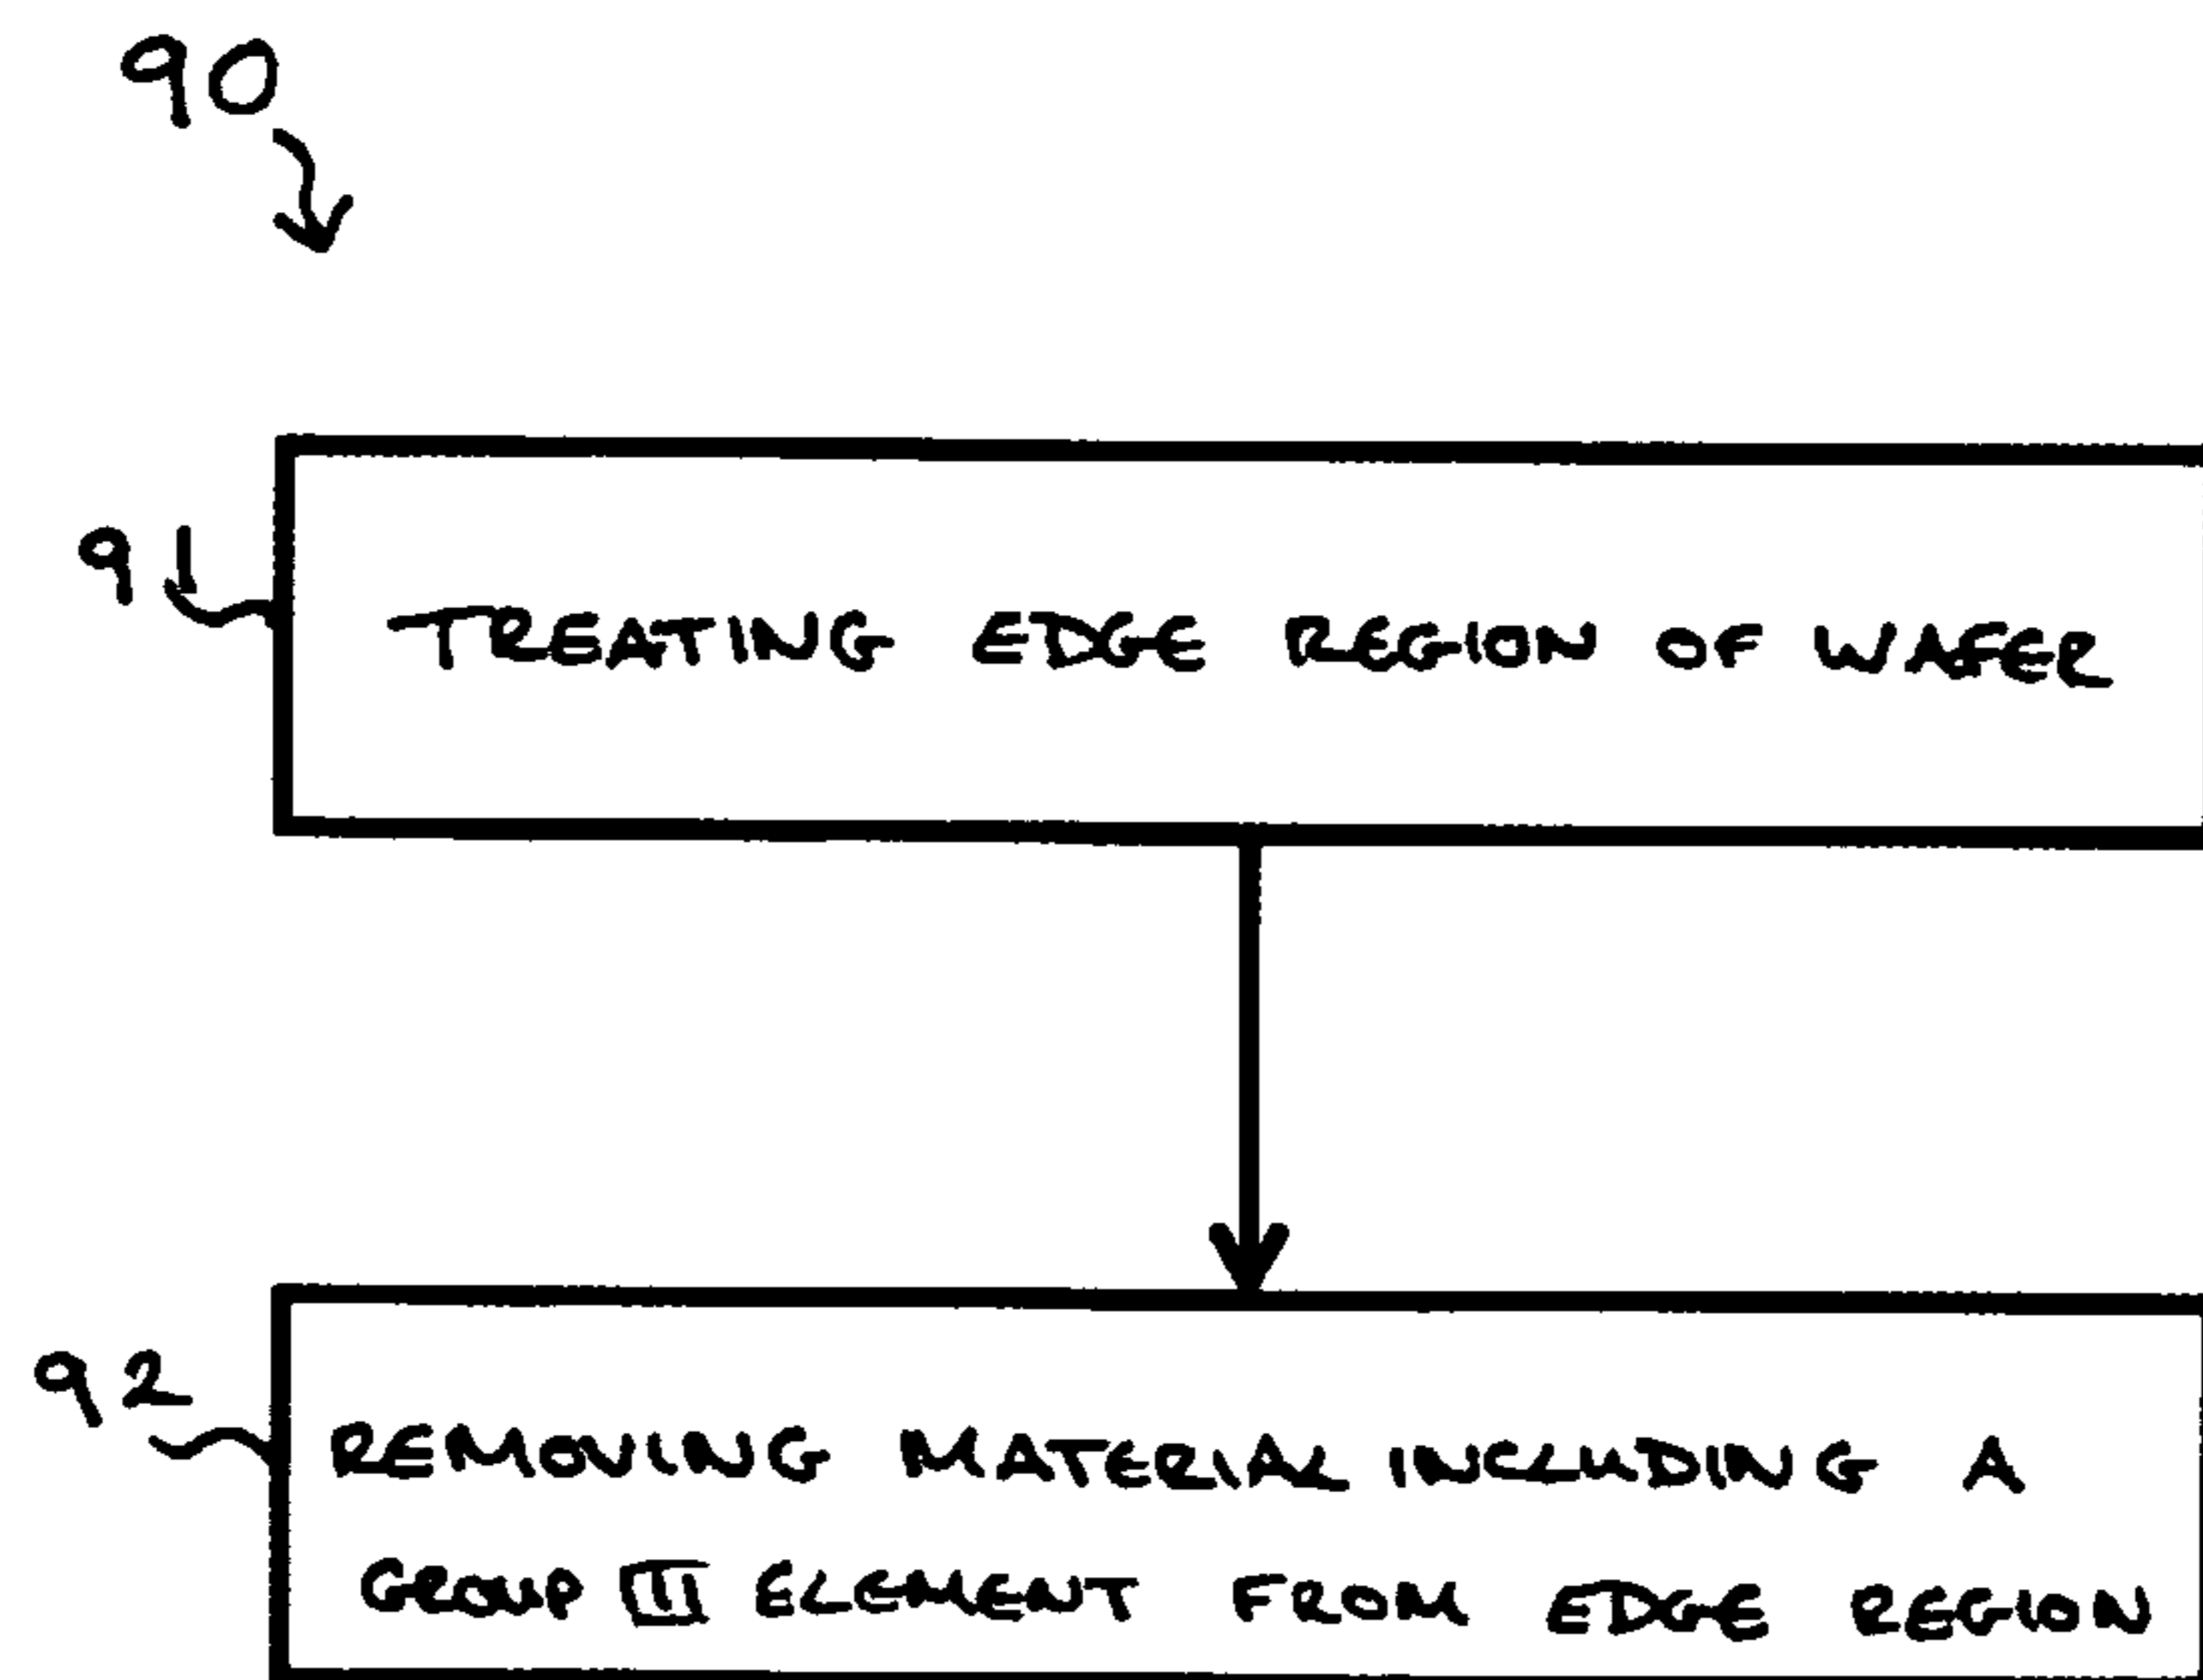 90
91
TREATING EDGE REGION OF WAFER
92
REMOVING MATERIAL INCLUDING A
GROUP III ELEMENT FROM EDGE REGION